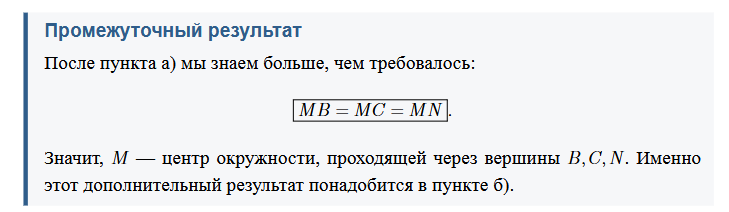 Промежуточный результат
После пункта а) мы знаем больше, чем требовалось:
MB = MC = MN.
Значит, M — центр окружности, проходящей через вершины B, C, N. Именно
этот дополнительный результат понадобится в пункте б).